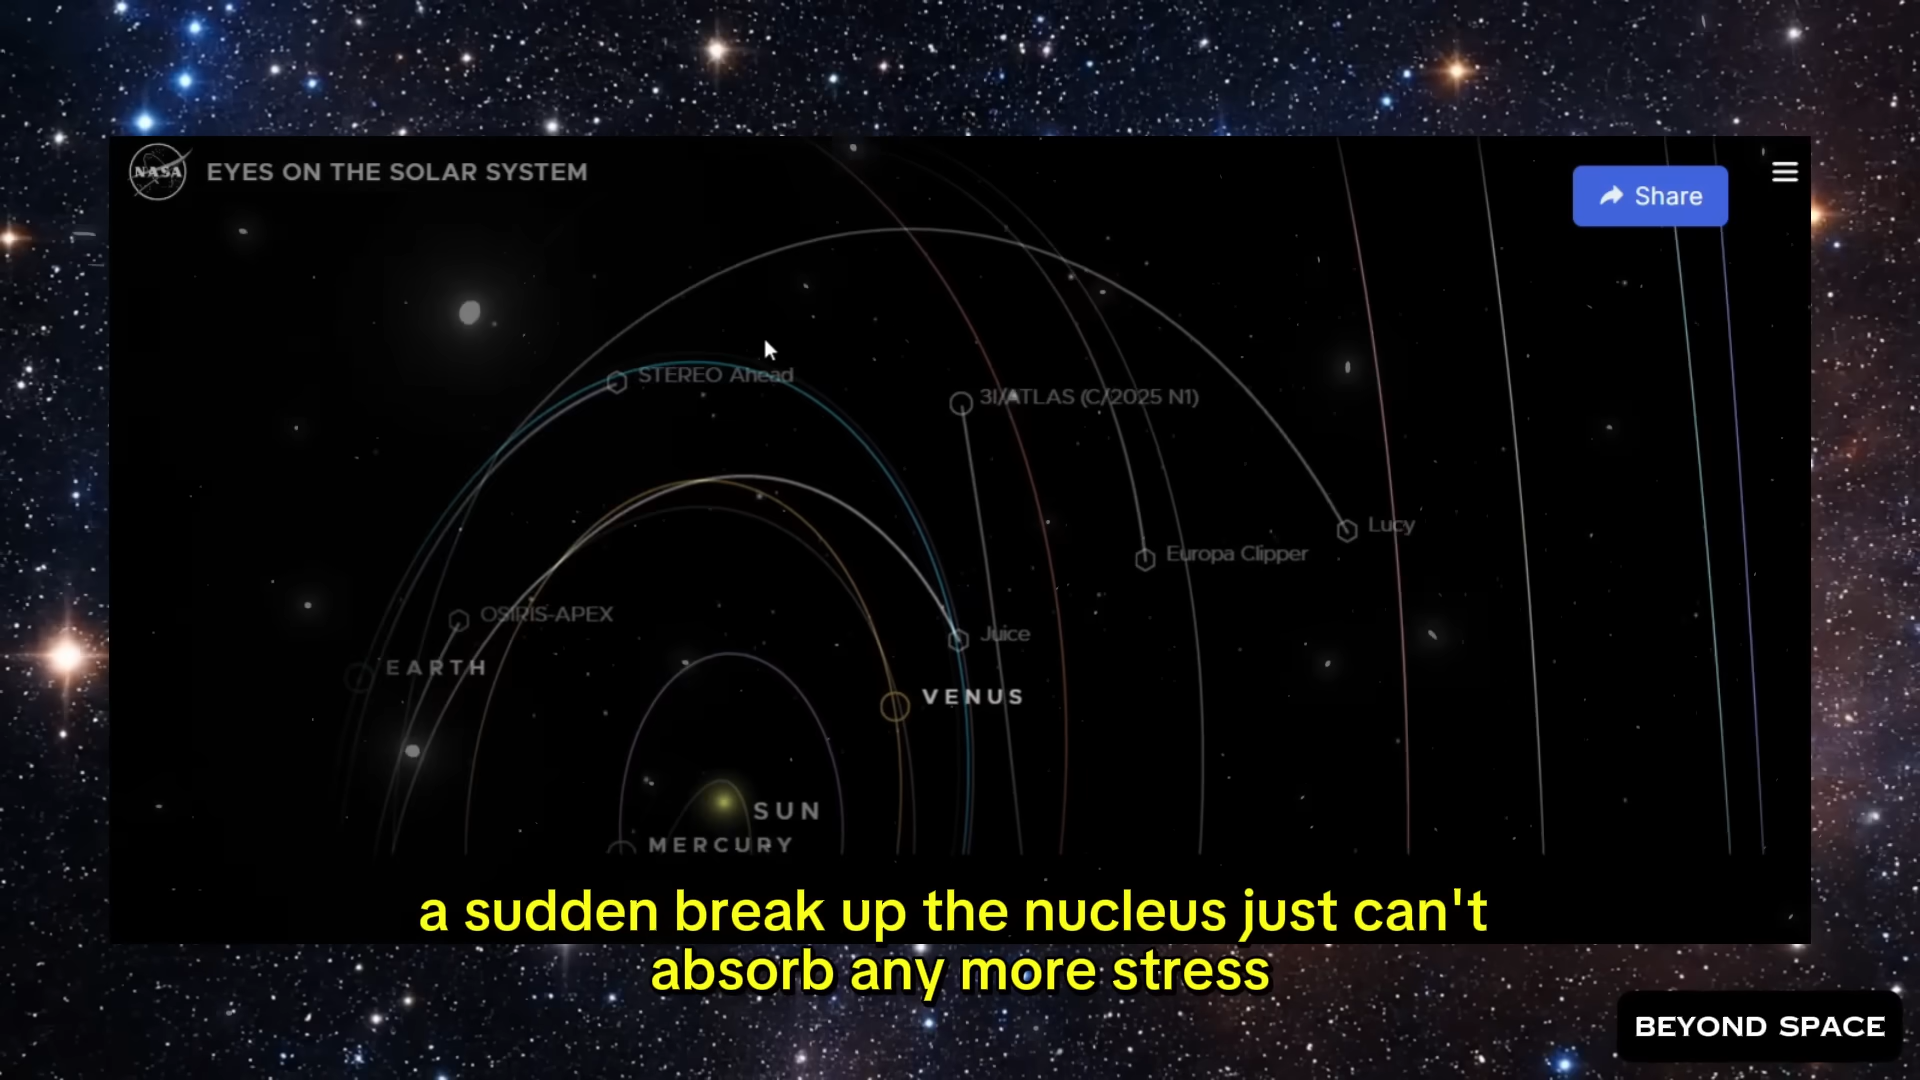 NASA
EYES ON THE SOLAR SYSTEM
Share
STEREO Ahead
3I/ATLAS (C/2025 N1)
Lucy
Europa Clipper
OSIRIS-APEX
Juice
EARTH
VENUS
SUN
MERCURY
a sudden break up the nucleus just can't
absorb any more stress
BEYOND SPACE